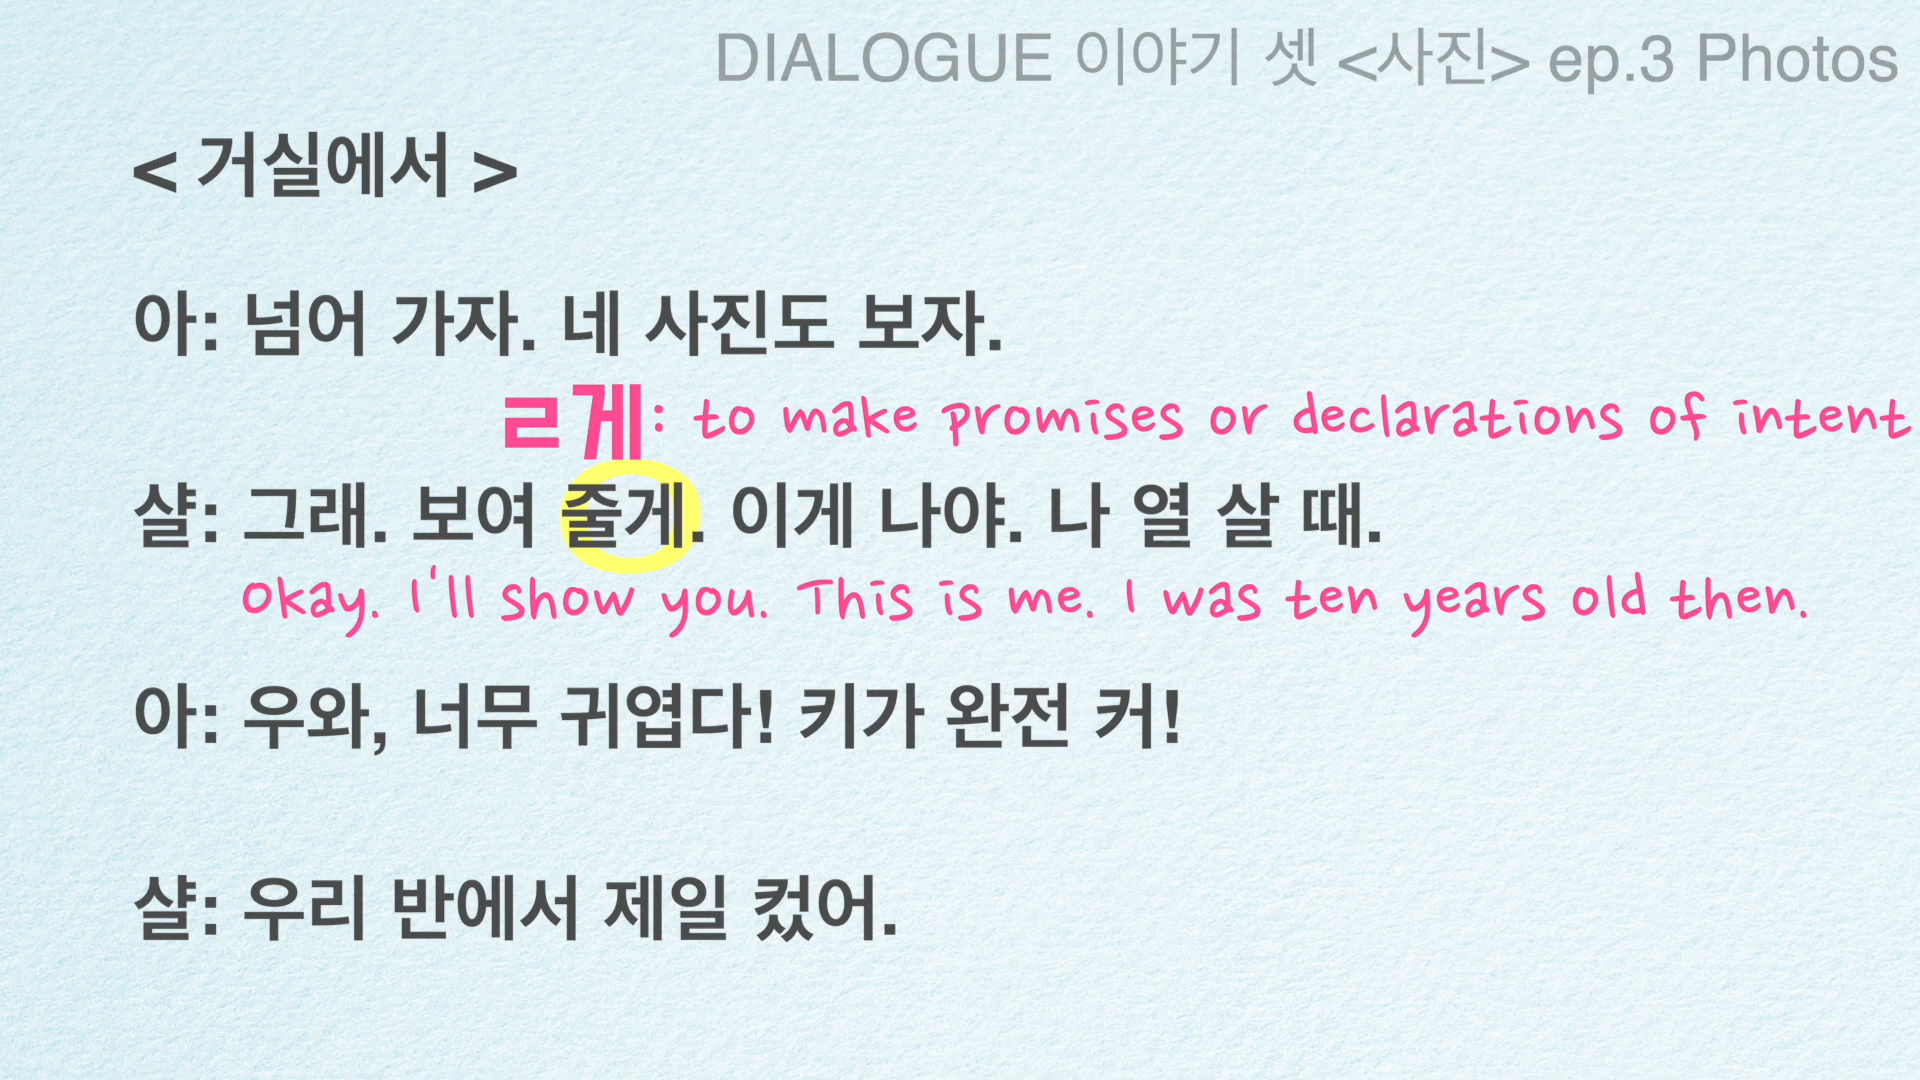 DIALOGUE 이야기 셋 <사진> ep.3 Photos
< 거실에서 >
아: 넘어 가자. 네 사진도 보자.
ㄹ게: to make promises or declarations of intent
샬: 그래. 보여 줄게. 이게 나야. 나 열 살 때.
Okay. I'll show you. This is me. I was ten years old then.
아: 우와, 너무 귀엽다! 키가 완전 커!
샬: 우리 반에서 제일 컸어.